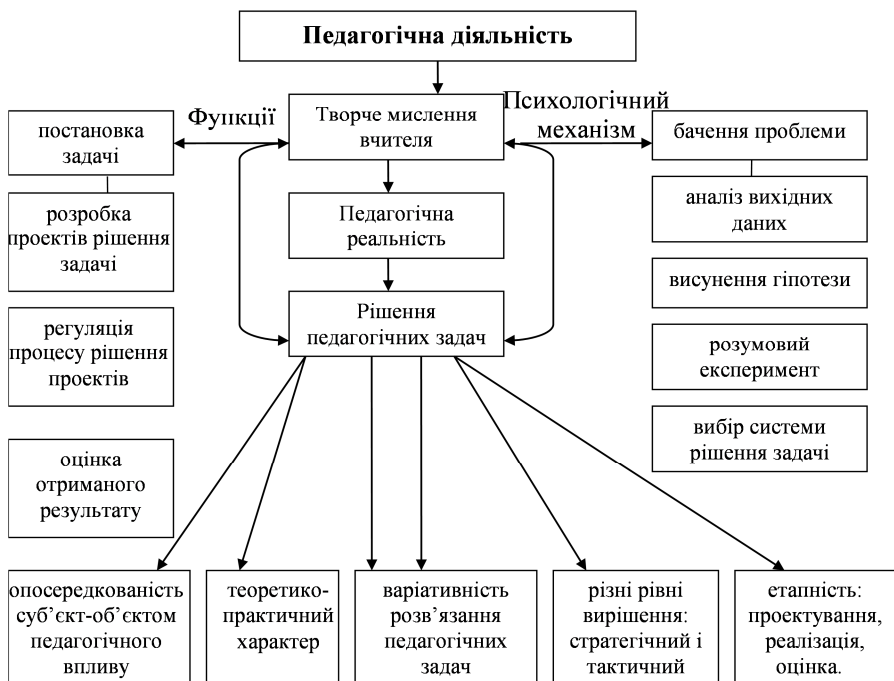 Педагогічна діяльність
Функції
Творче мислення
вчителя
Психологічний
механізм
постановка
задачі
бачення проблеми
розробка
проектів рішення
задачі
Педагогічна
реальність
аналіз вихідних
даних
висунення гіпотези
регуляція
процесу рішення
проектів
Рішення
педагогічних задач
розумовий
експеримент
оцінка
отриманого
результату
вибір системи
рішення задачі
опосередкованість
суб’єкт-об’єктом
педагогічного
впливу
теоретико-
практичний
характер
варіативність
розв’язання
педагогічних
задач
різні рівні
вирішення:
стратегічний і
тактичний
етапність:
проектування,
реалізація,
оцінка.